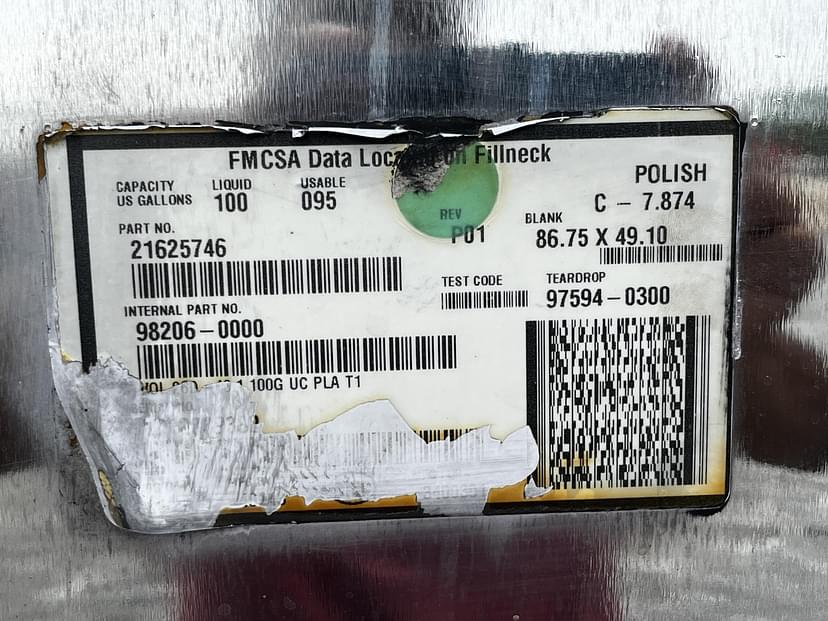 FMCSA Data Located on Fillneck
CAPACITY
US GALLONS
LIQUID
100
USABLE
095
POLISH
C - 7.874
REV
P01
BLANK
86.75 X 49.10
PART NO.
21625746
TEST CODE
TEARDROP
97594-0300
INTERNAL PART NO.
98206-0000
100G UC PLA T1